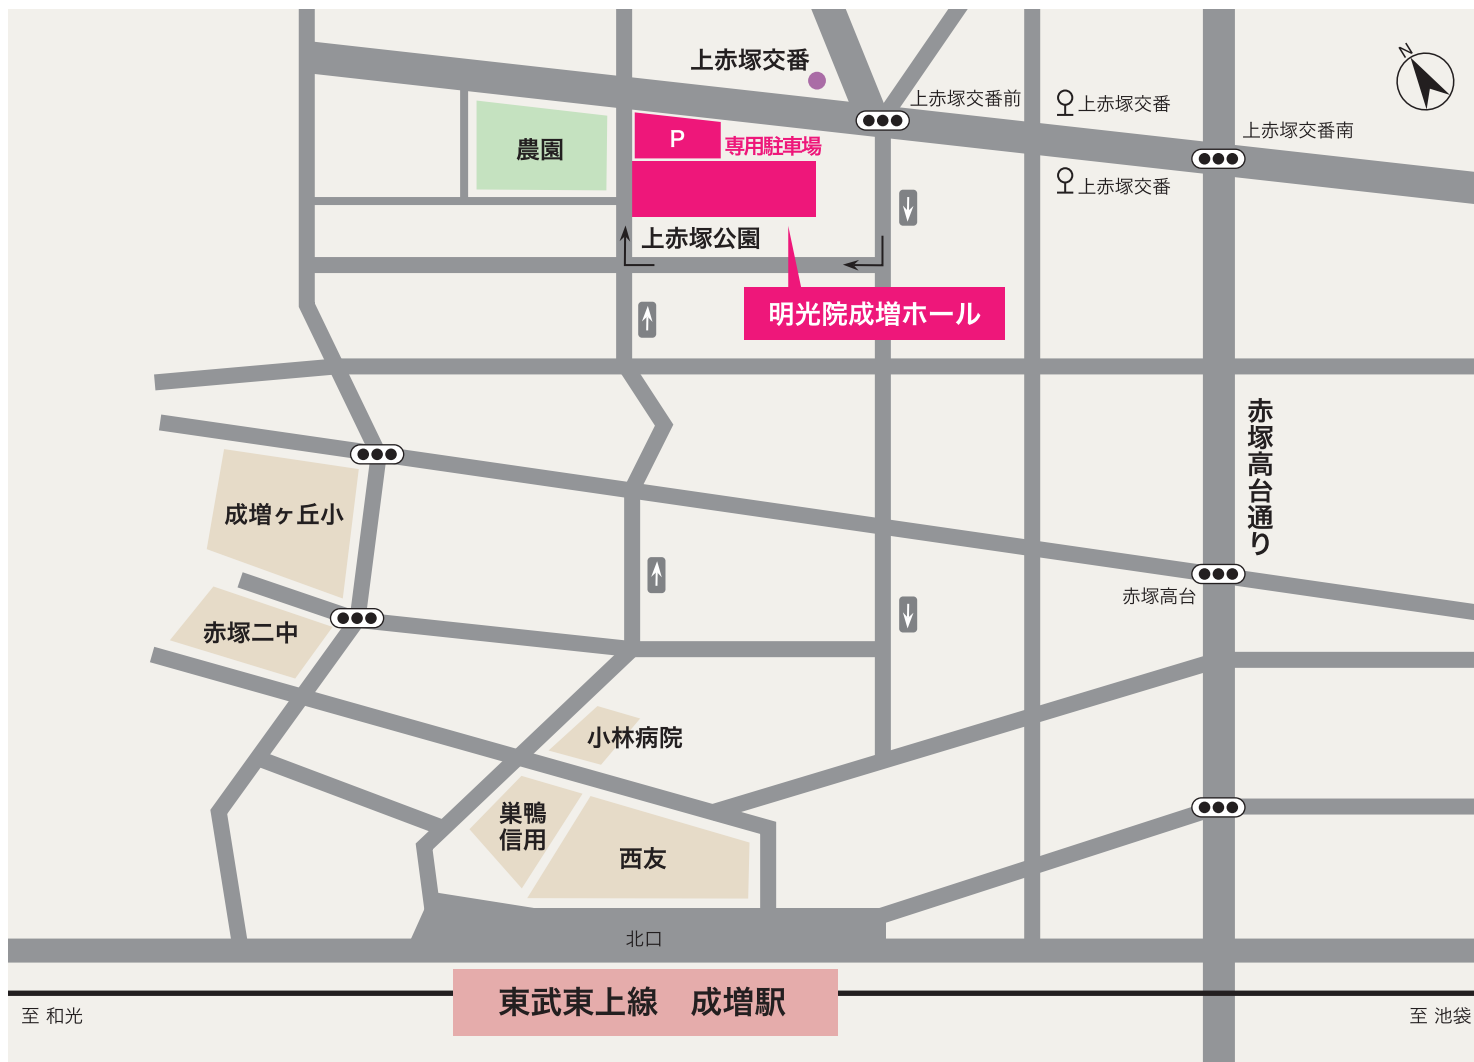 N
上赤塚交番
上赤塚交番前
上赤塚交番
上赤塚交番南
農園
P
専用駐車場
上赤塚交番
上赤塚公園
明光院成増ホール
赤塚高台通り
成増ヶ丘小
赤塚高台
赤塚二中
小林病院
巣鴨
信用
西友
北口
東武東上線　成増駅
至 和光
至 池袋